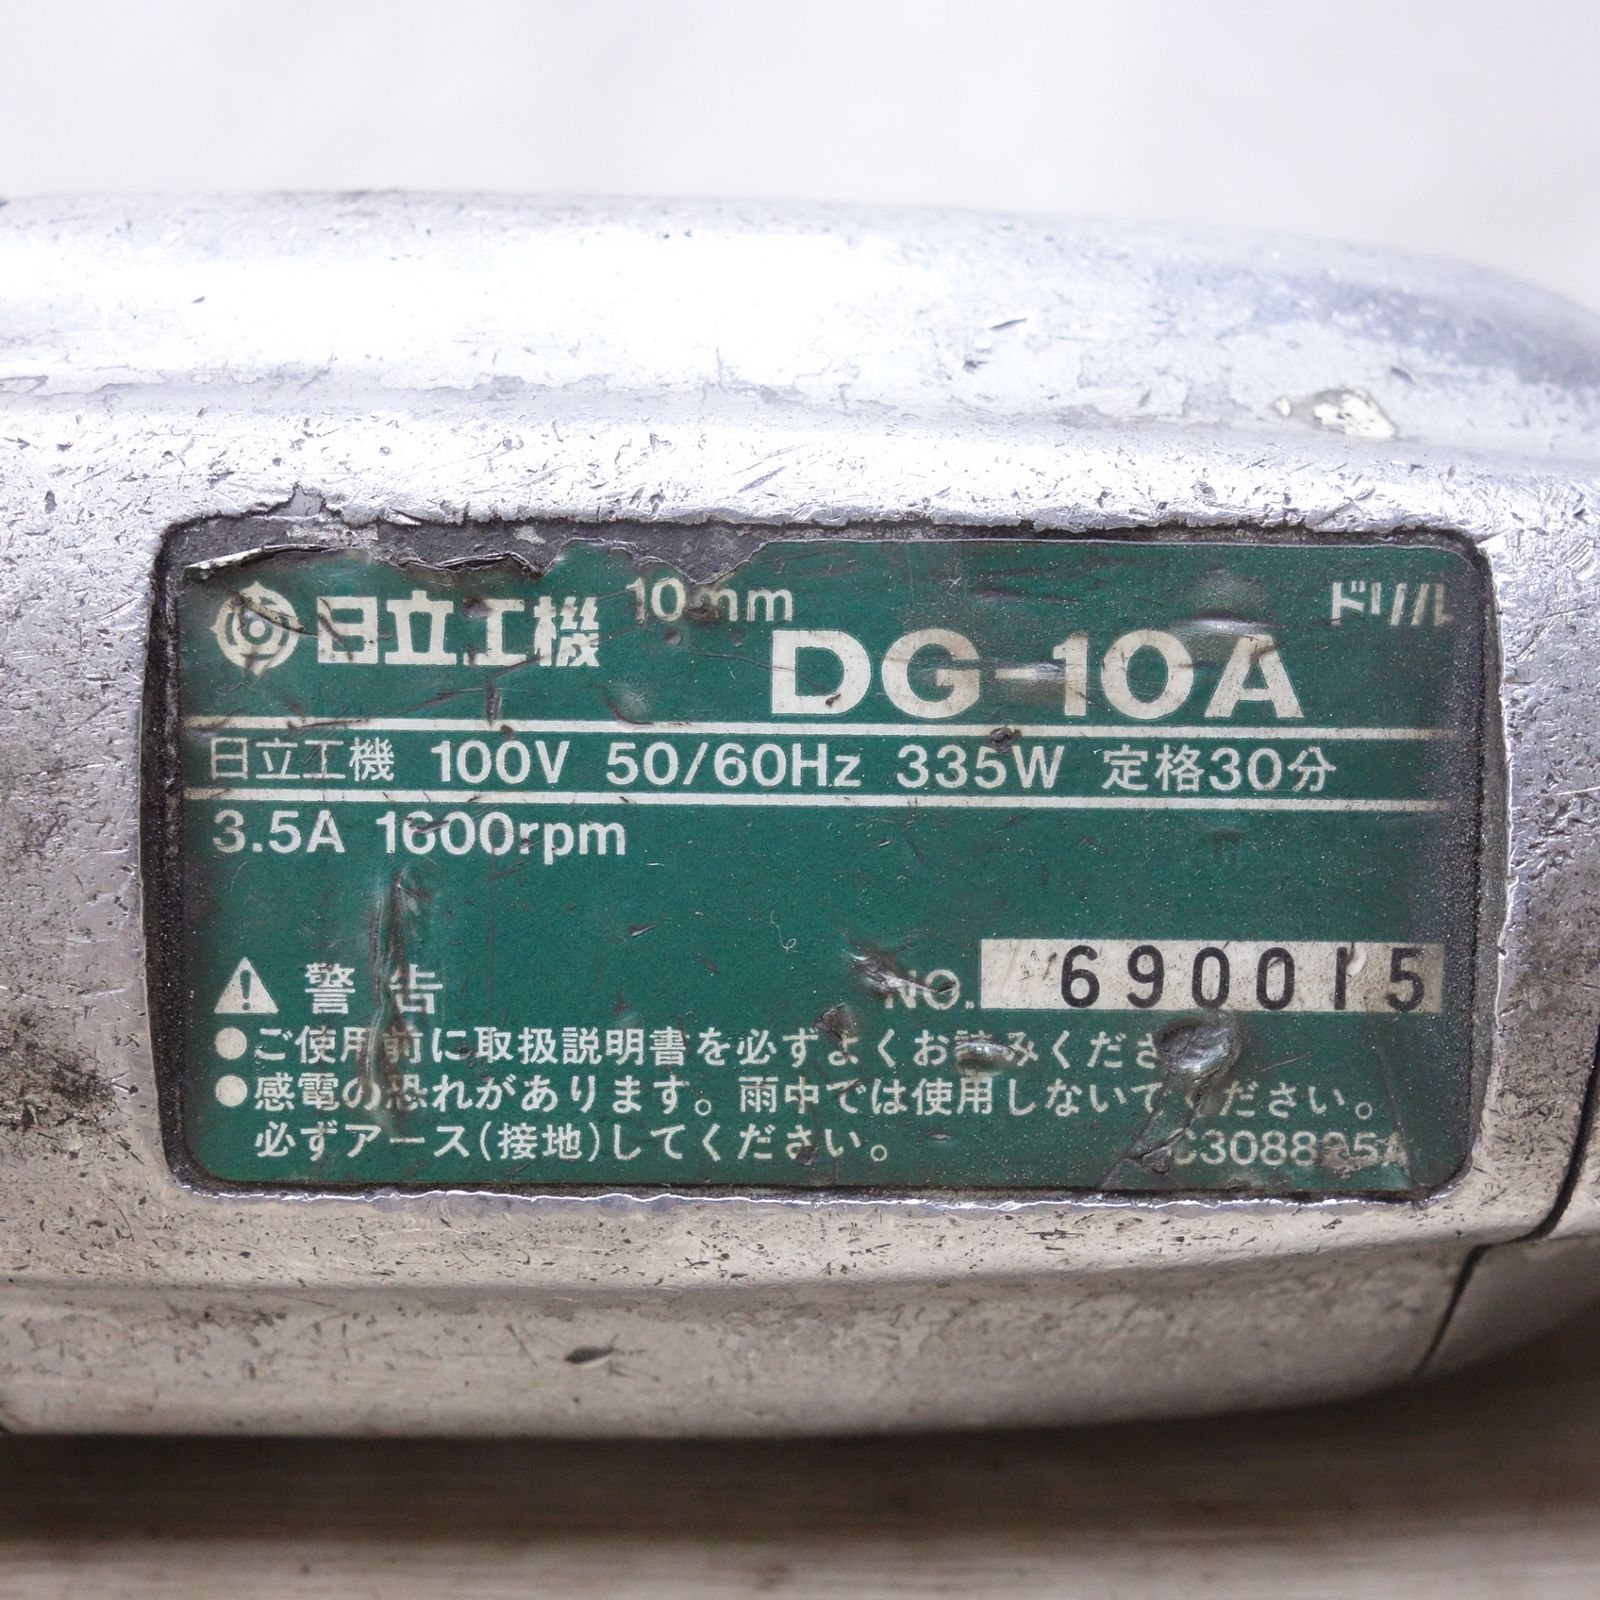 日立工機 10mm DG-10A ドリル
日立工機 100V 50/60Hz 335W 定格30分
3.5A 1600rpm
警告
NO. 690015
●ご使用前に取扱説明書を必ずよくお読みくださ
●感電の恐れがあります。雨中では使用しないでください。
必ずアース(接地)してください。